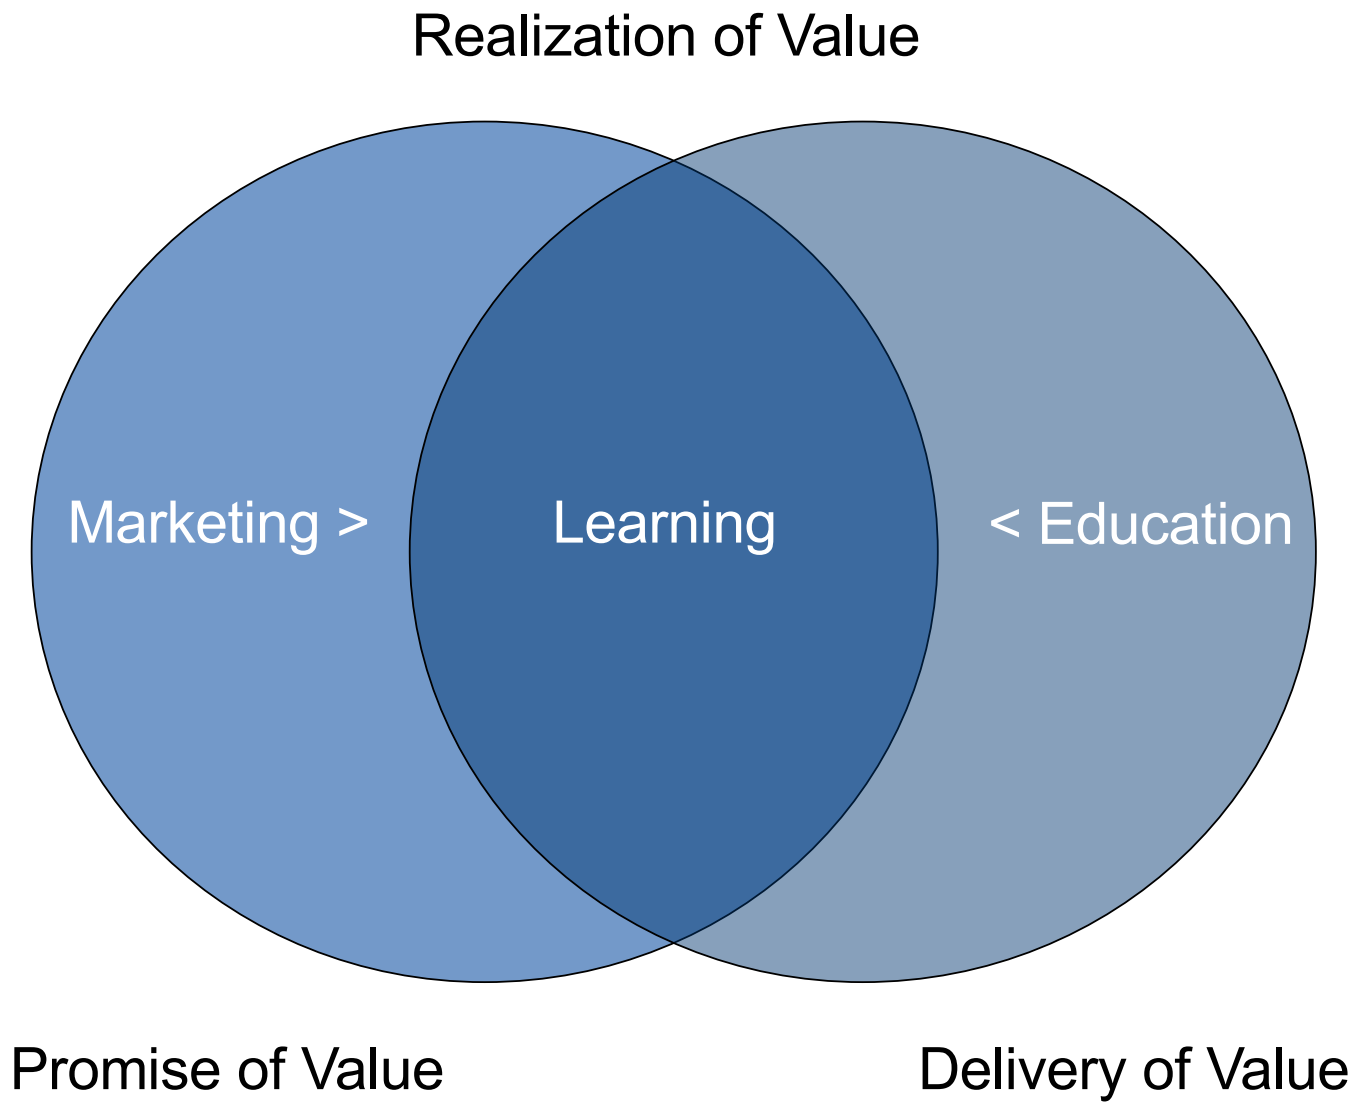 Realization of Value
Marketing >
Learning
< Education
Promise of Value
Delivery of Value